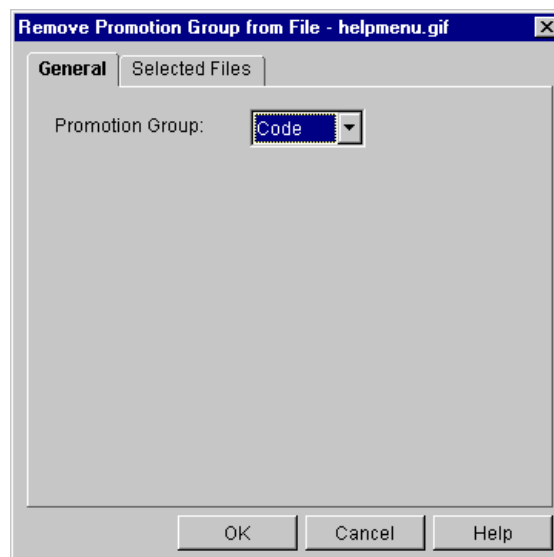 Remove Promotion Group from File - helpmenu.gif
General Selected Files
Promotion Group: Code
OK Cancel Help